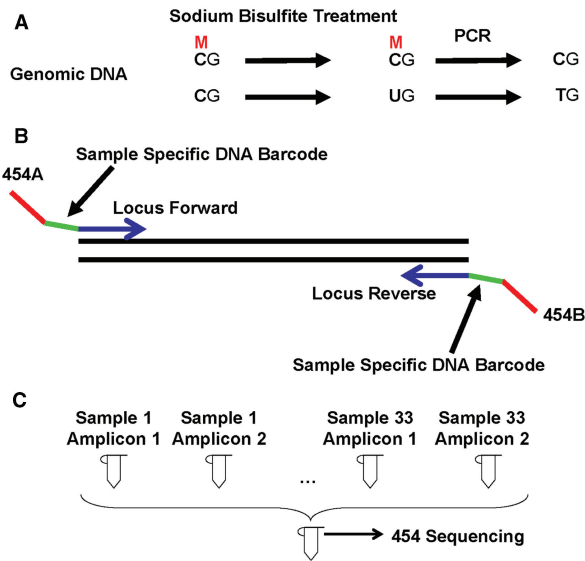 A
Sodium Bisulfite Treatment
M M PCR
Genomic DNA
CG CG CG
CG UG TG
B
Sample Specific DNA Barcode
454A
Locus Forward
Locus Reverse
454B
Sample Specific DNA Barcode
C
Sample 1 Sample 1 Sample 33 Sample 33
Amplicon 1 Amplicon 2 Amplicon 1 Amplicon 2
...
454 Sequencing